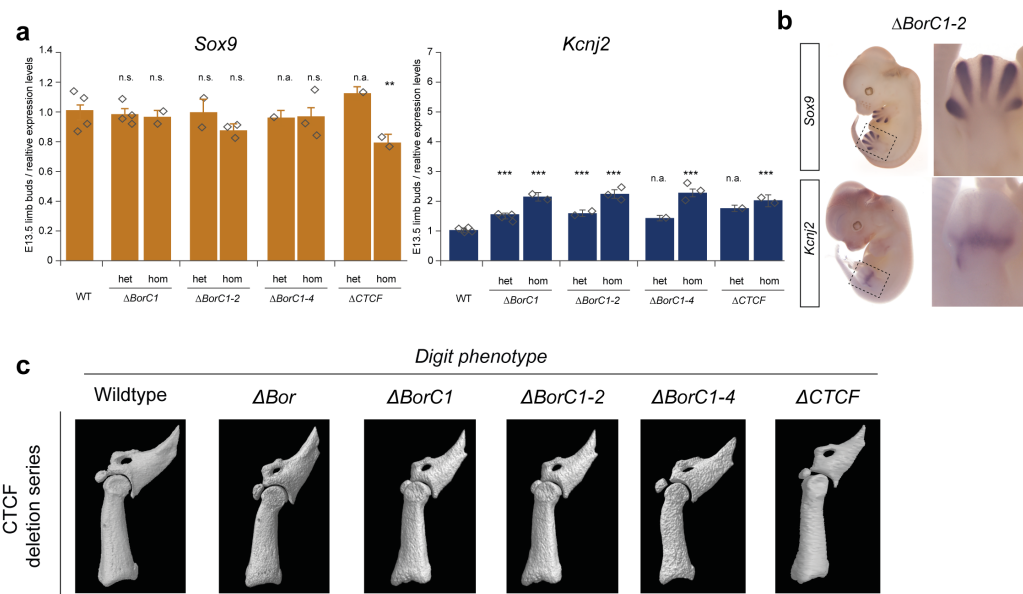 a
Sox9
E13.5 limb buds / realtive expression levels
1.4
1.2
1.0
0.8
0.6
0.4
0.2
0
n.s. n.s. n.s. n.s. n.a. n.s. n.a. **
het hom het hom het hom het hom
WT ΔBorC1 ΔBorC1-2 ΔBorC1-4 ΔCTCF
Kcnj2
E13.5 limb buds / realtive expression levels
7
6
5
4
3
2
1
0
*** *** *** *** n.a. *** n.a. ***
het hom het hom het hom het hom
WT ΔBorC1 ΔBorC1-2 ΔBorC1-4 ΔCTCF
b
ΔBorC1-2
Sox9
Kcnj2
c
Digit phenotype
Wildtype ΔBor ΔBorC1 ΔBorC1-2 ΔBorC1-4 ΔCTCF
CTCF
deletion series